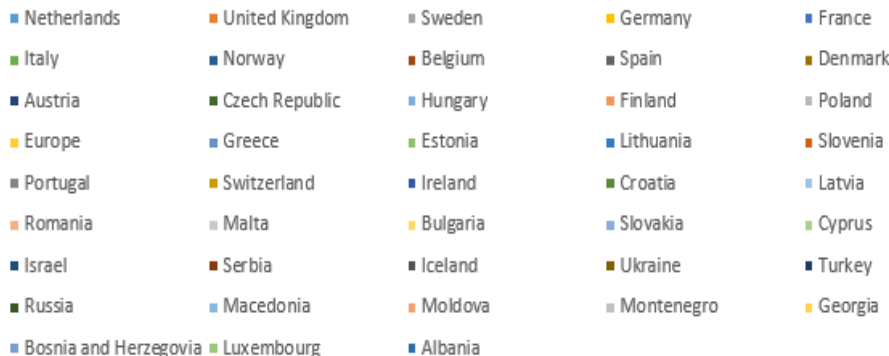 Netherlands United Kingdom Sweden Germany France
Italy Norway Belgium Spain Denmark
Austria Czech Republic Hungary Finland Poland
Europe Greece Estonia Lithuania Slovenia
Portugal Switzerland Ireland Croatia Latvia
Romania Malta Bulgaria Slovakia Cyprus
Israel Serbia Iceland Ukraine Turkey
Russia Macedonia Moldova Montenegro Georgia
Bosnia and Herzegovia Luxembourg Albania